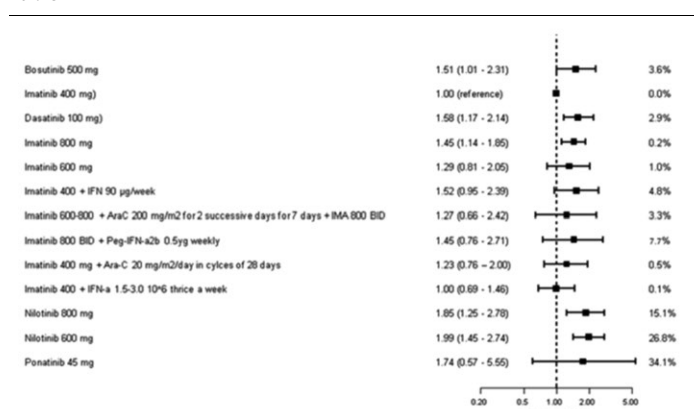 Bosutinib 500 mg 1.51 (1.01 - 2.31) 3.6%
Imatinib 400 mg) 1.00 (reference) 0.0%
Dasatinib 100 mg) 1.58 (1.17 - 2.14) 2.9%
Imatinib 800 mg 1.45 (1.14 - 1.85) 0.2%
Imatinib 600 mg 1.29 (0.81 - 2.05) 1.0%
Imatinib 400 + IFN 90 µg/week 1.52 (0.95 - 2.39) 4.8%
Imatinib 600-800 + AraC 200 mg/m2 for 2 successive days for 7 days + IMA 800 BID 1.27 (0.66 - 2.42) 3.3%
Imatinib 800 BID + Peg-IFN-a2b 0.5yg weekly 1.45 (0.76 - 2.71) 7.7%
Imatinib 400 mg + Ara-C 20 mg/m2/day in cylces of 28 days 1.23 (0.76 – 2.00) 0.5%
Imatinib 400 + IFN-a 1.5-3.0 10^6 thrice a week 1.00 (0.69 - 1.46) 0.1%
Nilotinib 800 mg 1.85 (1.25 - 2.78) 15.1%
Nilotinib 600 mg 1.99 (1.45 - 2.74) 26.8%
Ponatinib 45 mg 1.74 (0.57 - 5.55) 34.1%
0.20 0.5 1.00 2.00 5.00